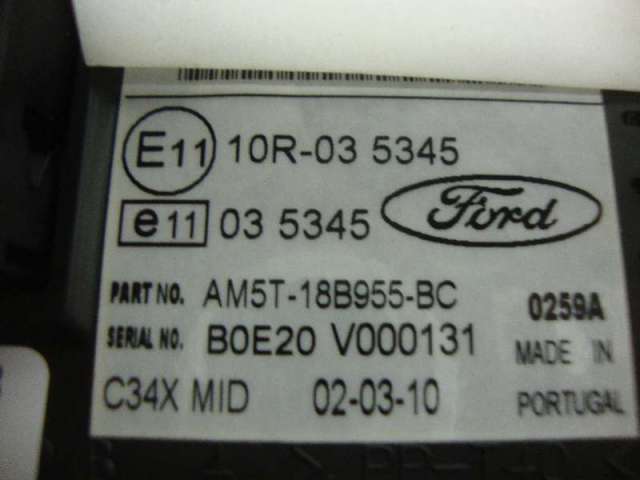 E11 10R-03 5345
e11 03 5345 Ford
PART NO. AM5T-18B955-BC 0259A
SERIAL NO. B0E20 V000131 MADE IN
C34X MID 02-03-10 PORTUGAL